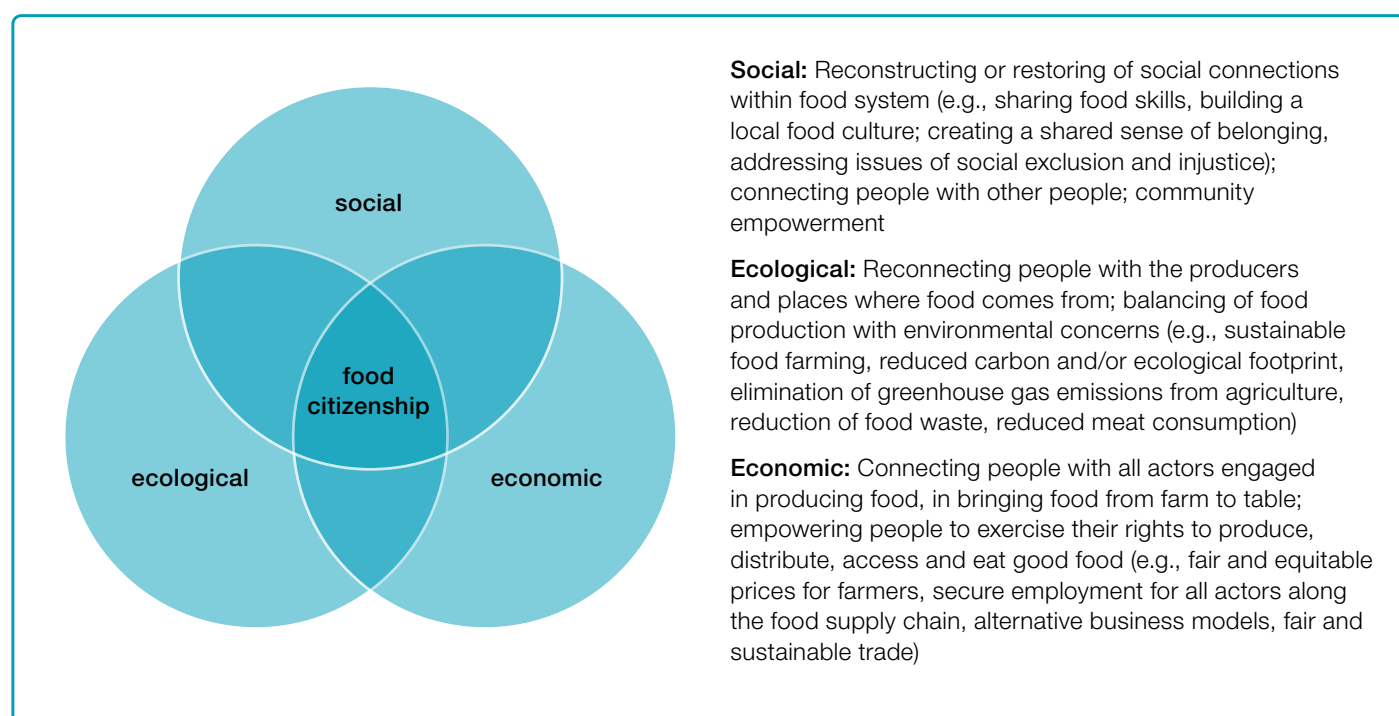 social
food
citizenship
ecological
economic
Social: Reconstructing or restoring of social connections
within food system (e.g., sharing food skills, building a
local food culture; creating a shared sense of belonging,
addressing issues of social exclusion and injustice);
connecting people with other people; community
empowerment
Ecological: Reconnecting people with the producers
and places where food comes from; balancing of food
production with environmental concerns (e.g., sustainable
food farming, reduced carbon and/or ecological footprint,
elimination of greenhouse gas emissions from agriculture,
reduction of food waste, reduced meat consumption)
Economic: Connecting people with all actors engaged
in producing food, in bringing food from farm to table;
empowering people to exercise their rights to produce,
distribute, access and eat good food (e.g., fair and equitable
prices for farmers, secure employment for all actors along
the food supply chain, alternative business models, fair and
sustainable trade)